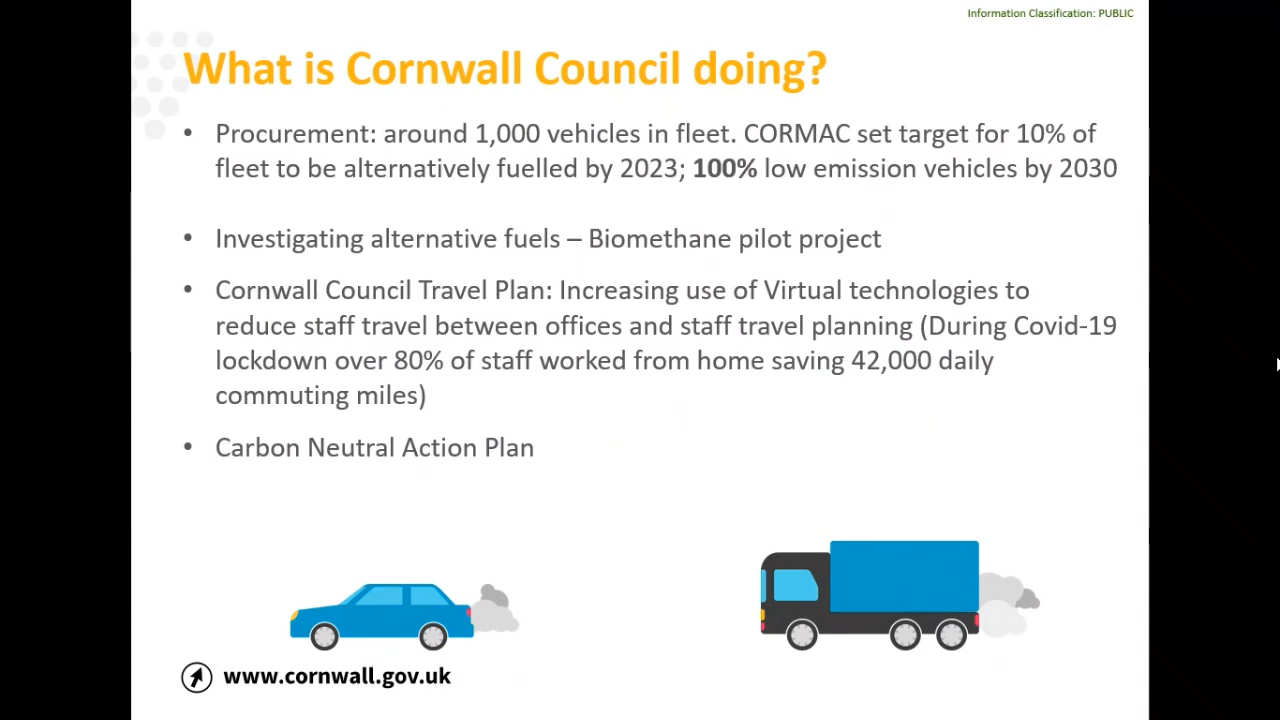 Information Classification: PUBLIC
What is Cornwall Council doing?
• Procurement: around 1,000 vehicles in fleet. CORMAC set target for 10% of
fleet to be alternatively fuelled by 2023; 100% low emission vehicles by 2030
• Investigating alternative fuels – Biomethane pilot project
• Cornwall Council Travel Plan: Increasing use of Virtual technologies to
reduce staff travel between offices and staff travel planning (During Covid-19
lockdown over 80% of staff worked from home saving 42,000 daily
commuting miles)
• Carbon Neutral Action Plan
www.cornwall.gov.uk